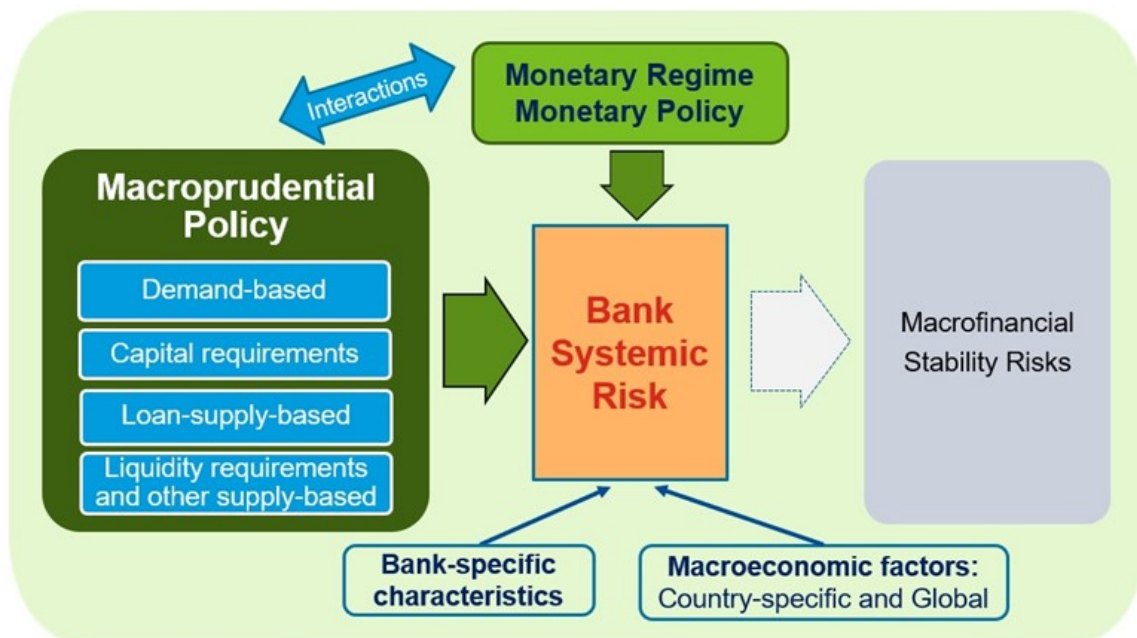 Interactions
Monetary Regime
Monetary Policy
Macroprudential
Policy
Demand-based
Capital requirements
Loan-supply-based
Liquidity requirements
and other supply-based
Bank
Systemic
Risk
Macrofinancial
Stability Risks
Bank-specific
characteristics
Macroeconomic factors:
Country-specific and Global